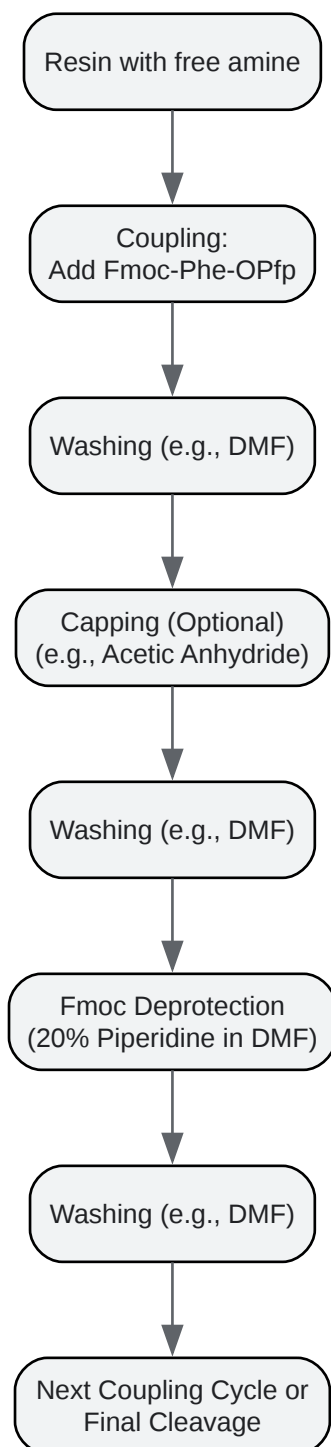 Resin with free amine
Coupling:
Add Fmoc-Phe-OPfp
Washing (e.g., DMF)
Capping (Optional)
(e.g., Acetic Anhydride)
Washing (e.g., DMF)
Fmoc Deprotection
(20% Piperidine in DMF)
Washing (e.g., DMF)
Next Coupling Cycle or
Final Cleavage